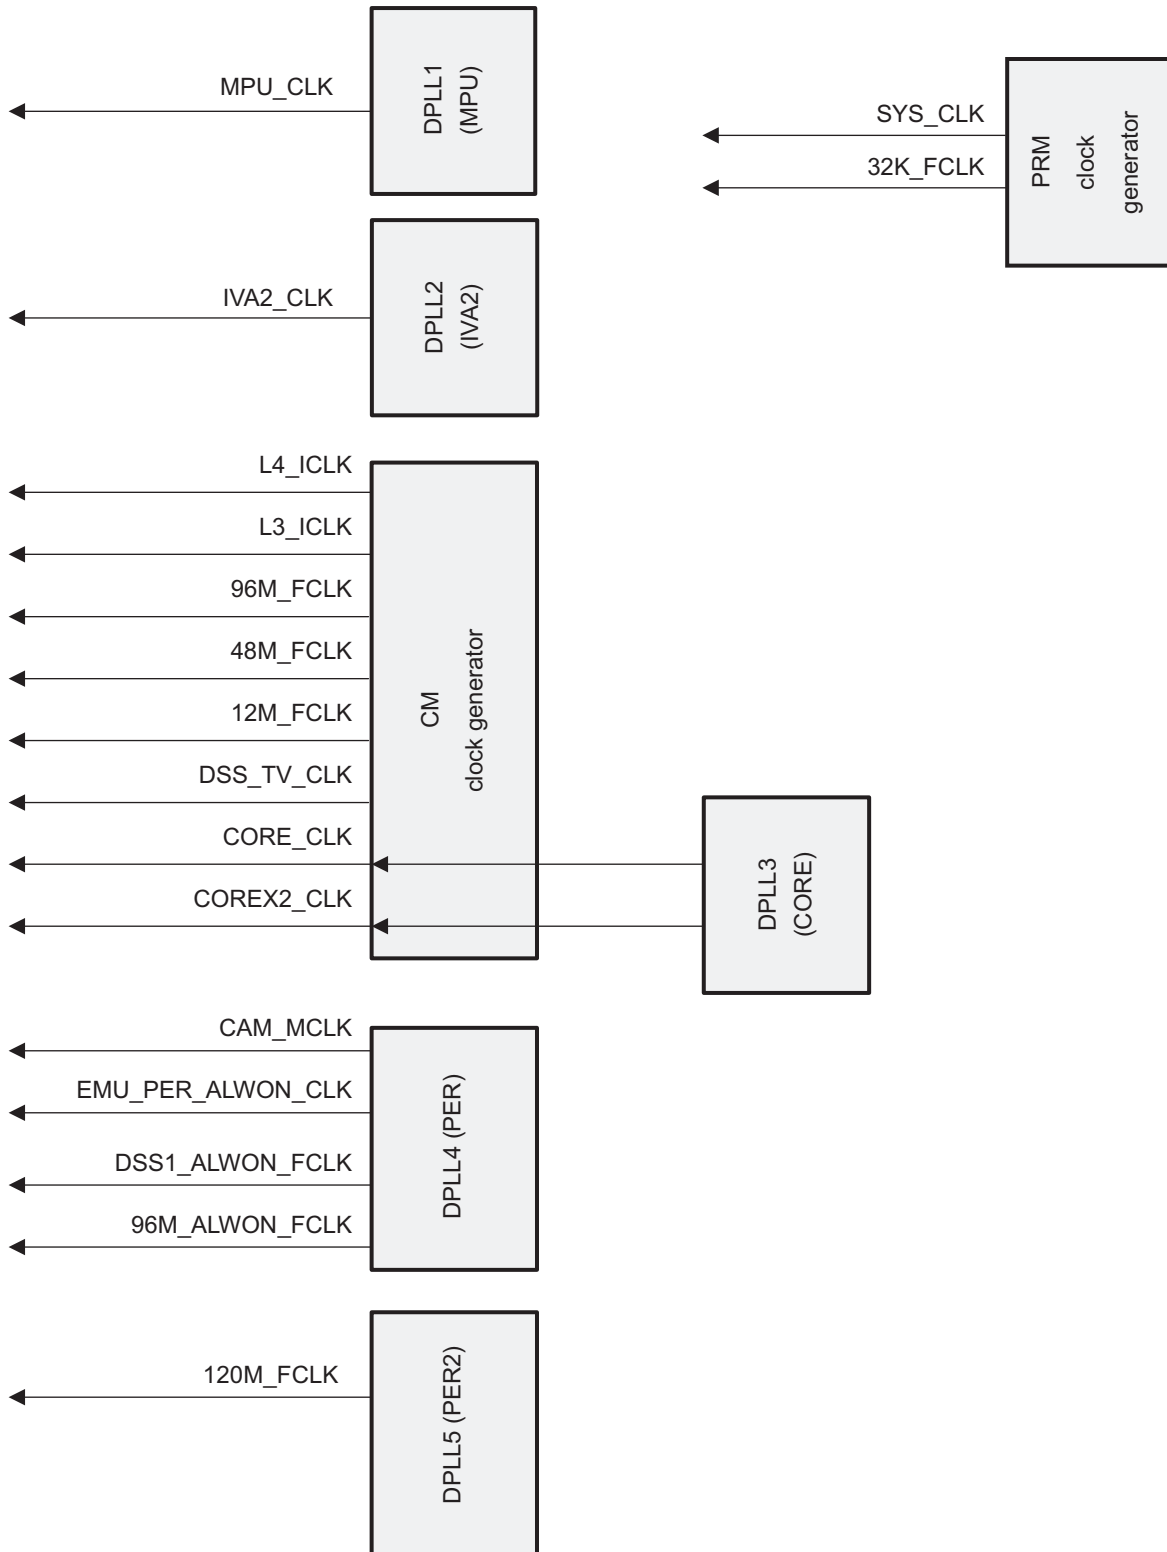 MPU_CLK
DPLL1
(MPU)
SYS_CLK
32K_FCLK
PRM
clock
generator
IVA2_CLK
DPLL2
(IVA2)
L4_ICLK
L3_ICLK
96M_FCLK
48M_FCLK
12M_FCLK
DSS_TV_CLK
CORE_CLK
COREX2_CLK
CM
clock generator
DPLL3
(CORE)
CAM_MCLK
EMU_PER_ALWON_CLK
DSS1_ALWON_FCLK
96M_ALWON_FCLK
DPLL4 (PER)
120M_FCLK
DPLL5 (PER2)